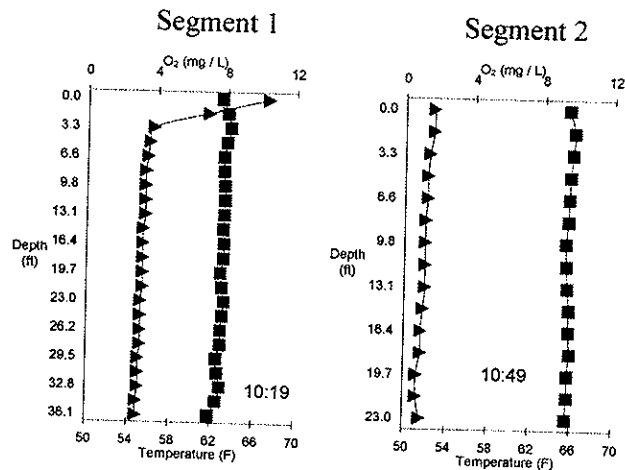 Segment 1
O₂ (mg / L)
0 4 8 12
0.0
3.3
6.6
9.8
13.1
16.4
19.7
23.0
26.2
29.5
32.8
36.1
Depth
(ft)
10:19
50 54 58 62 66 70
Temperature (F)
Segment 2
O₂ (mg / L)
0 4 8 12
0.0
3.3
6.6
9.8
13.1
16.4
19.7
23.0
Depth
(ft)
10:49
50 54 58 62 66 70
Temperature (F)